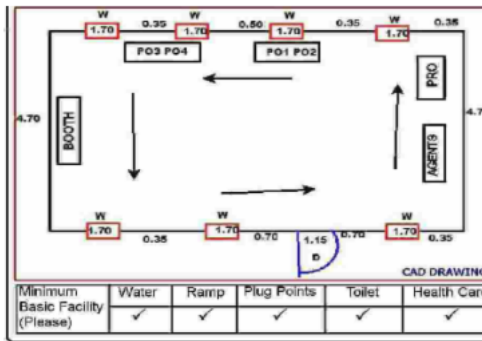 W W W W
1.70 0.35 1.70 0.50 1.70 0.35 1.70 0.35
PO3 PO4 PO1 PO2
PRO
4.70 BOOTH AGENTS 4.7
W W W
1.70 0.35 1.70 0.70 1.15 0.70 1.70 0.35
D
CAD DRAWING
Minimum Basic Facility (Please) Water Ramp Plug Points Toilet Health Care
✓ ✓ ✓ ✓ ✓